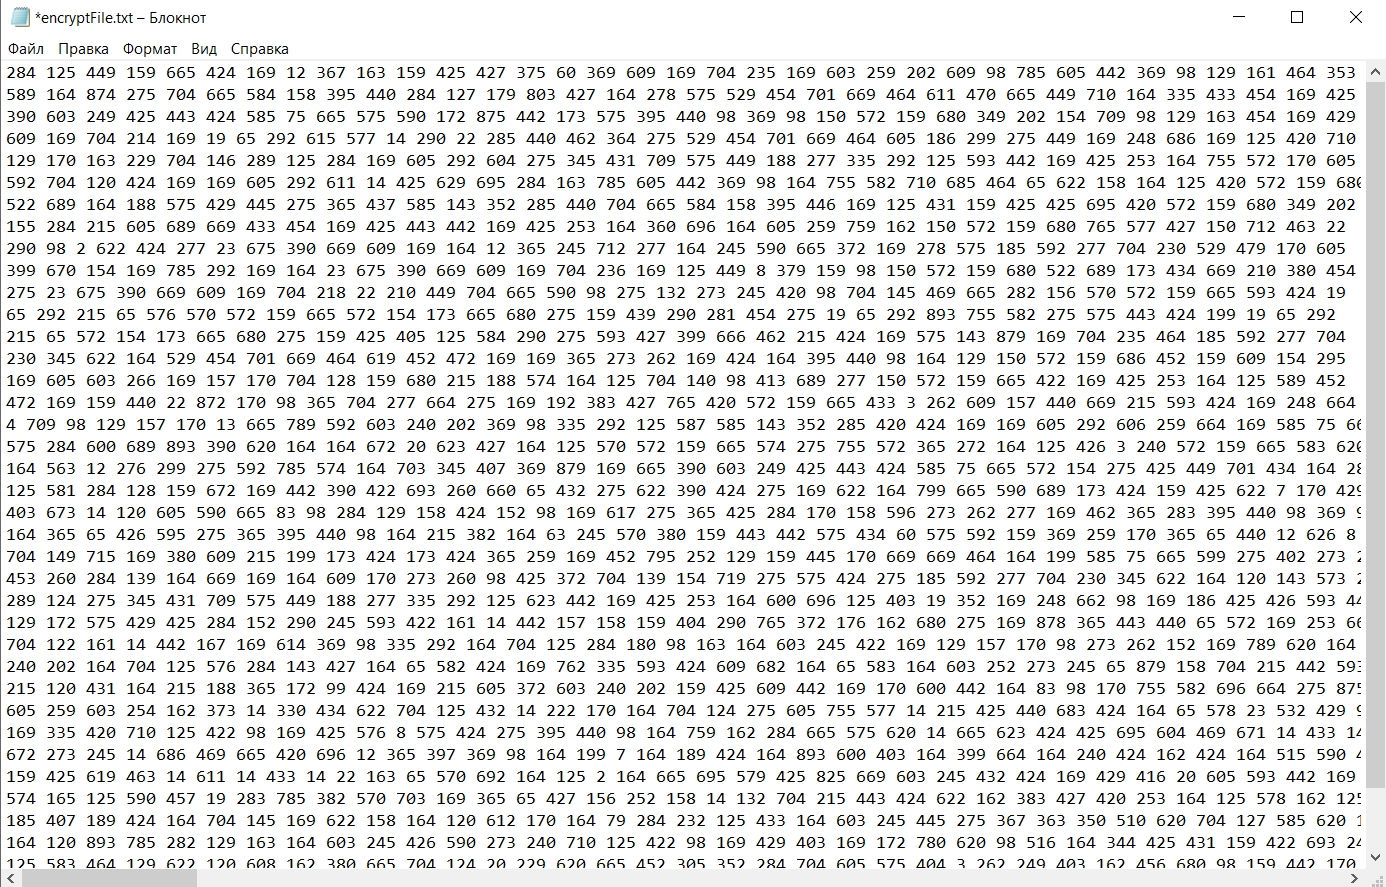 *encryptFile.txt – Блокнот
Файл Правка Формат Вид Справка
284 125 449 159 665 424 169 12 367 163 159 425 427 375 60 369 609 169 704 235 169 603 259 202 609 98 785 605 442 369 98 129 161 464 353
589 164 874 275 704 665 584 158 395 440 284 127 179 803 427 164 278 575 529 454 701 669 464 611 470 665 449 710 164 335 433 454 169 425
390 603 249 425 443 424 585 75 665 575 590 172 875 442 173 575 395 440 98 369 98 150 572 159 680 349 202 154 709 98 129 163 454 169 429
609 169 704 214 169 19 65 292 615 577 14 290 22 285 440 462 364 275 529 454 701 669 464 605 186 299 275 449 169 248 686 169 125 420 710
129 170 163 229 704 146 289 125 284 169 605 292 604 275 345 431 709 575 449 188 277 335 292 125 593 442 169 425 253 164 755 572 170 605
592 704 120 424 169 169 605 292 611 14 425 629 695 284 163 785 605 442 369 98 164 755 582 710 685 464 65 622 158 164 125 420 572 159 680
522 689 164 188 575 429 445 275 365 437 585 143 352 285 440 704 665 584 158 395 446 169 125 431 159 425 425 695 420 572 159 680 349 202
155 284 215 605 689 669 433 454 169 425 443 442 169 425 253 164 360 696 164 605 259 759 162 150 572 159 680 765 577 427 150 712 463 22
290 98 2 622 424 277 23 675 390 669 609 169 164 12 365 245 712 277 164 245 590 665 372 169 278 575 185 592 277 704 230 529 479 170 605
399 670 154 169 785 292 169 164 23 675 390 669 609 169 704 236 169 125 449 8 379 159 98 150 572 159 680 522 689 173 434 669 210 380 454
275 23 675 390 669 609 169 704 218 22 210 449 704 665 590 98 275 132 273 245 420 98 704 145 469 665 282 156 570 572 159 665 593 424 19
65 292 215 65 576 570 572 159 665 572 154 173 665 680 275 159 439 290 281 454 275 19 65 292 893 755 582 275 575 443 424 199 19 65 292
215 65 572 154 173 665 680 275 159 425 405 125 584 290 275 593 427 399 666 462 215 424 169 575 143 879 169 704 235 464 185 592 277 704
230 345 622 164 529 454 701 669 464 619 452 472 169 169 365 273 262 169 424 164 395 440 98 164 129 150 572 159 686 452 159 609 154 295
169 605 603 266 169 157 170 704 128 159 680 215 188 574 164 125 704 140 98 413 689 277 150 572 159 665 422 169 425 253 164 125 589 452
472 169 159 440 22 872 170 98 365 704 277 664 275 169 192 383 427 765 420 572 159 665 433 3 262 609 157 440 669 215 593 424 169 248 664
4 709 98 129 157 170 13 665 789 592 603 240 202 369 98 335 292 125 587 585 143 352 285 420 424 169 169 605 292 606 259 664 169 585 75
575 284 600 689 893 390 620 164 164 672 20 623 427 164 125 570 572 159 665 574 275 755 572 365 272 164 125 426 3 240 572 159 665 583
164 563 12 276 299 275 592 785 574 164 703 345 407 369 879 169 665 390 603 249 425 443 424 585 75 665 572 154 275 425 449 701 434 164
125 581 284 128 159 672 169 442 390 422 693 260 660 65 432 275 622 390 424 275 169 622 164 799 665 590 689 173 424 159 425 622 7 170
403 673 14 120 605 590 665 83 98 284 129 158 424 152 98 169 617 275 365 425 284 170 158 596 273 262 277 169 462 365 283 395 440 98 369
164 365 65 426 595 275 365 395 440 98 164 215 382 164 63 245 570 380 159 443 442 575 434 60 575 592 159 369 259 170 365 65 440 12 626 8
704 149 715 169 380 609 215 199 173 424 173 424 365 259 169 452 795 252 129 159 445 170 669 669 464 164 199 585 75 665 599 275 402 273
453 260 284 139 164 669 169 164 609 170 273 260 98 425 372 704 139 154 719 275 575 424 275 185 592 277 704 230 345 622 164 120 143 573
289 124 275 345 431 709 575 449 188 277 335 292 125 623 442 169 425 253 164 600 696 125 403 19 352 169 248 662 98 169 186 425 426 593
129 172 575 429 425 284 152 290 245 593 422 161 14 442 157 158 159 404 290 765 372 176 162 680 275 169 878 365 443 440 65 572 169 253
704 122 161 14 442 167 169 614 369 98 335 292 164 704 125 284 180 98 163 164 603 245 422 169 129 157 170 98 273 262 152 169 789 620 164
240 202 164 704 125 576 284 143 427 164 65 582 424 169 762 335 593 424 609 682 164 65 583 164 603 252 273 245 65 879 158 704 215 442
215 120 431 164 215 188 365 172 99 424 169 215 605 372 603 240 202 159 425 609 442 169 170 600 442 164 83 98 170 755 582 696 664 275
605 259 603 254 162 373 14 330 434 622 704 125 432 14 222 170 164 704 124 275 605 755 577 14 215 425 440 683 424 164 65 578 23 532 429
169 335 420 710 125 422 98 169 425 576 8 575 424 275 395 440 98 164 759 162 284 665 575 620 14 665 623 424 425 695 604 469 671 14 433
672 273 245 14 686 469 665 420 696 12 365 397 369 98 164 199 7 164 189 424 164 893 600 403 164 399 664 164 240 424 162 424 164 515 590
159 425 619 463 14 611 14 433 14 22 163 65 570 692 164 125 2 164 665 695 579 425 825 669 603 245 432 424 169 429 416 20 605 593 442 169
574 165 125 590 457 19 283 785 382 570 703 169 365 65 427 156 252 158 14 132 704 215 443 424 622 162 383 427 420 253 164 125 578 162
185 407 189 424 164 704 145 169 622 158 164 120 612 170 164 79 284 232 125 433 164 603 245 445 275 367 363 350 510 620 704 127 585 620
164 120 893 785 282 129 163 164 603 245 426 590 273 240 710 125 422 98 169 429 403 169 172 780 620 98 516 164 344 425 431 159 422 693
125 583 464 129 622 120 608 162 380 665 704 124 20 229 620 665 452 305 352 284 704 605 575 404 3 262 249 403 162 456 680 98 159 442 170